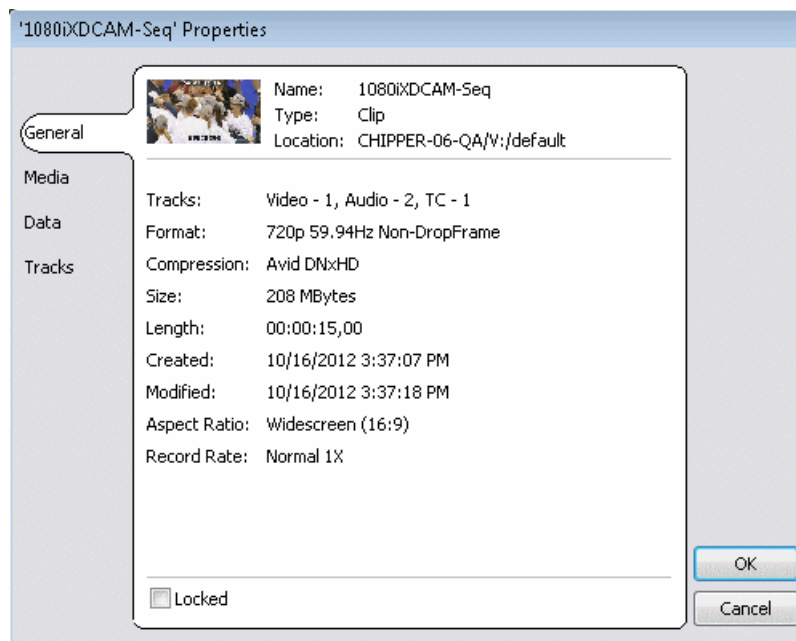 '1080iXDCAM-Seq' Properties
General
Media
Data
Tracks
Name: 1080iXDCAM-Seq
Type: Clip
Location: CHIPPER-06-QA/V:/default
Tracks: Video - 1, Audio - 2, TC - 1
Format: 720p 59.94Hz Non-DropFrame
Compression: Avid DNxHD
Size: 208 MBytes
Length: 00:00:15,00
Created: 10/16/2012 3:37:07 PM
Modified: 10/16/2012 3:37:18 PM
Aspect Ratio: Widescreen (16:9)
Record Rate: Normal 1X
Locked
OK
Cancel